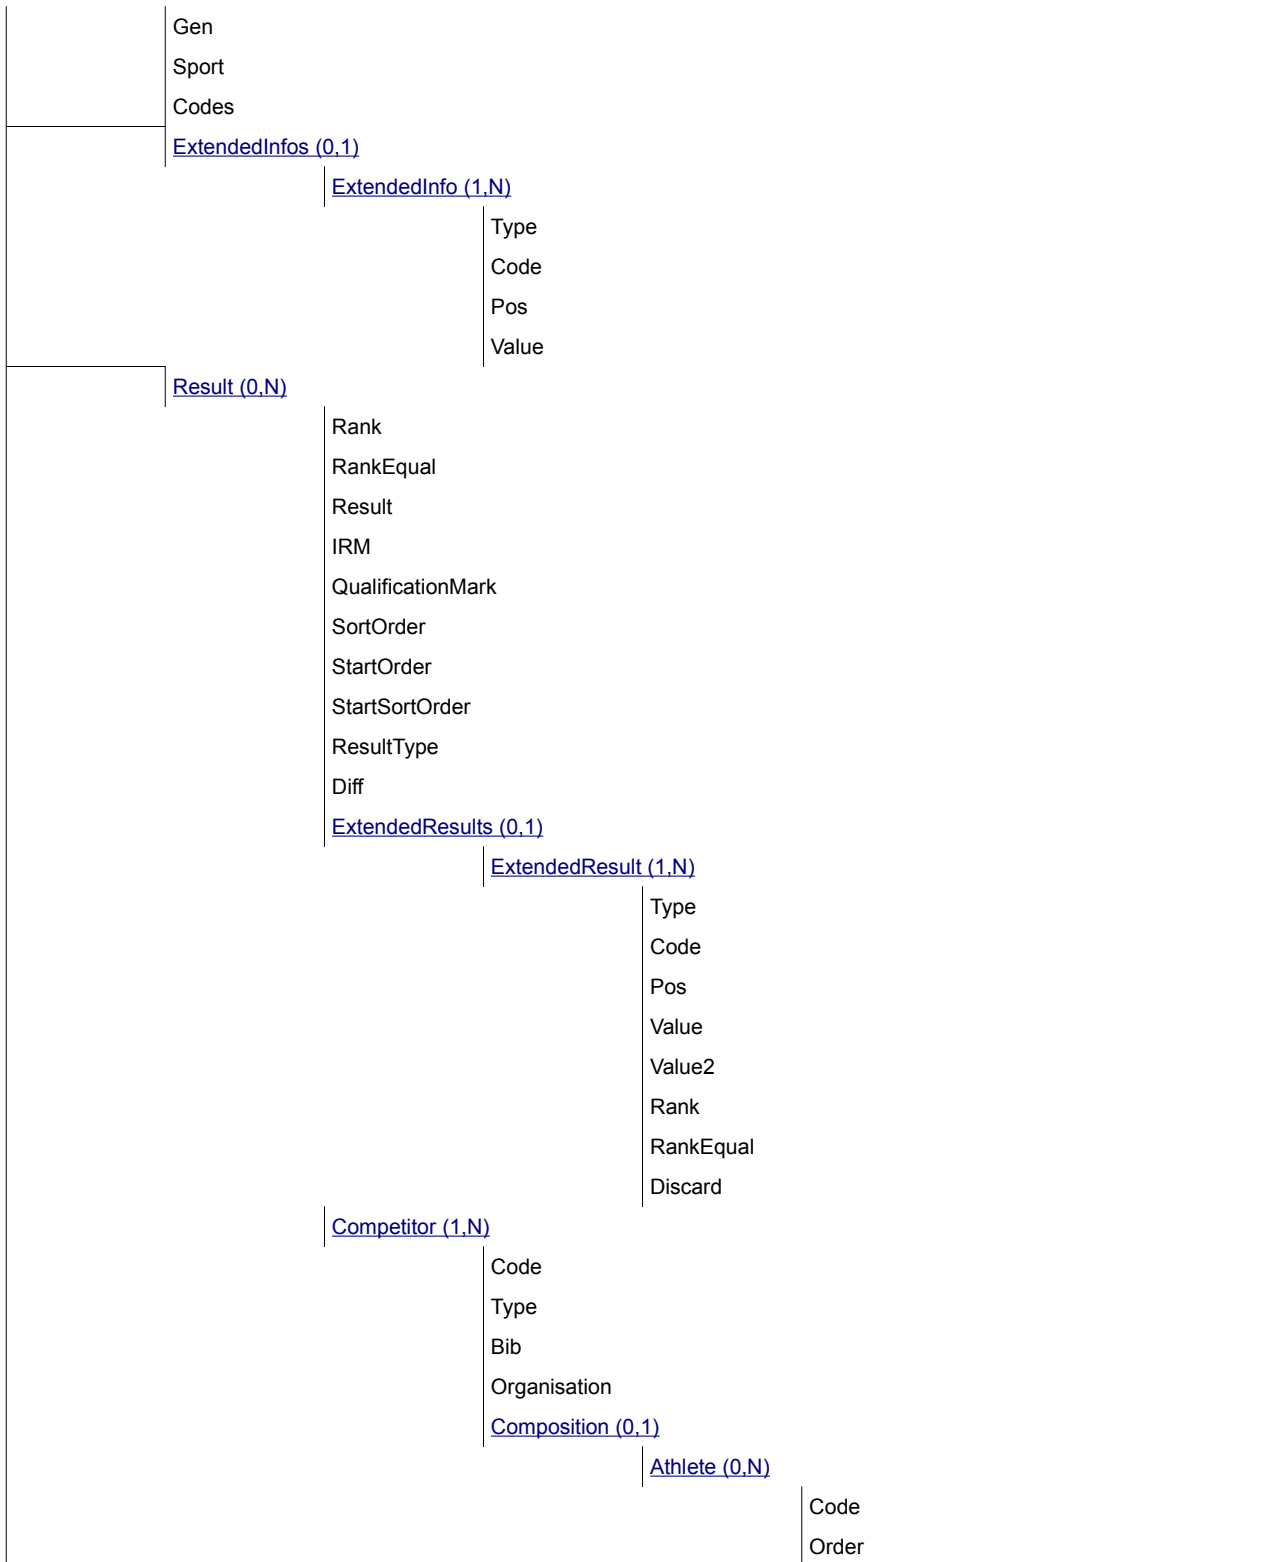 Gen
Sport
Codes
ExtendedInfos (0,1)
ExtendedInfo (1,N)
Type
Code
Pos
Value
Result (0,N)
Rank
RankEqual
Result
IRM
QualificationMark
SortOrder
StartOrder
StartSortOrder
ResultType
Diff
ExtendedResults (0,1)
ExtendedResult (1,N)
Type
Code
Pos
Value
Value2
Rank
RankEqual
Discard
Competitor (1,N)
Code
Type
Bib
Organisation
Composition (0,1)
Athlete (0,N)
Code
Order